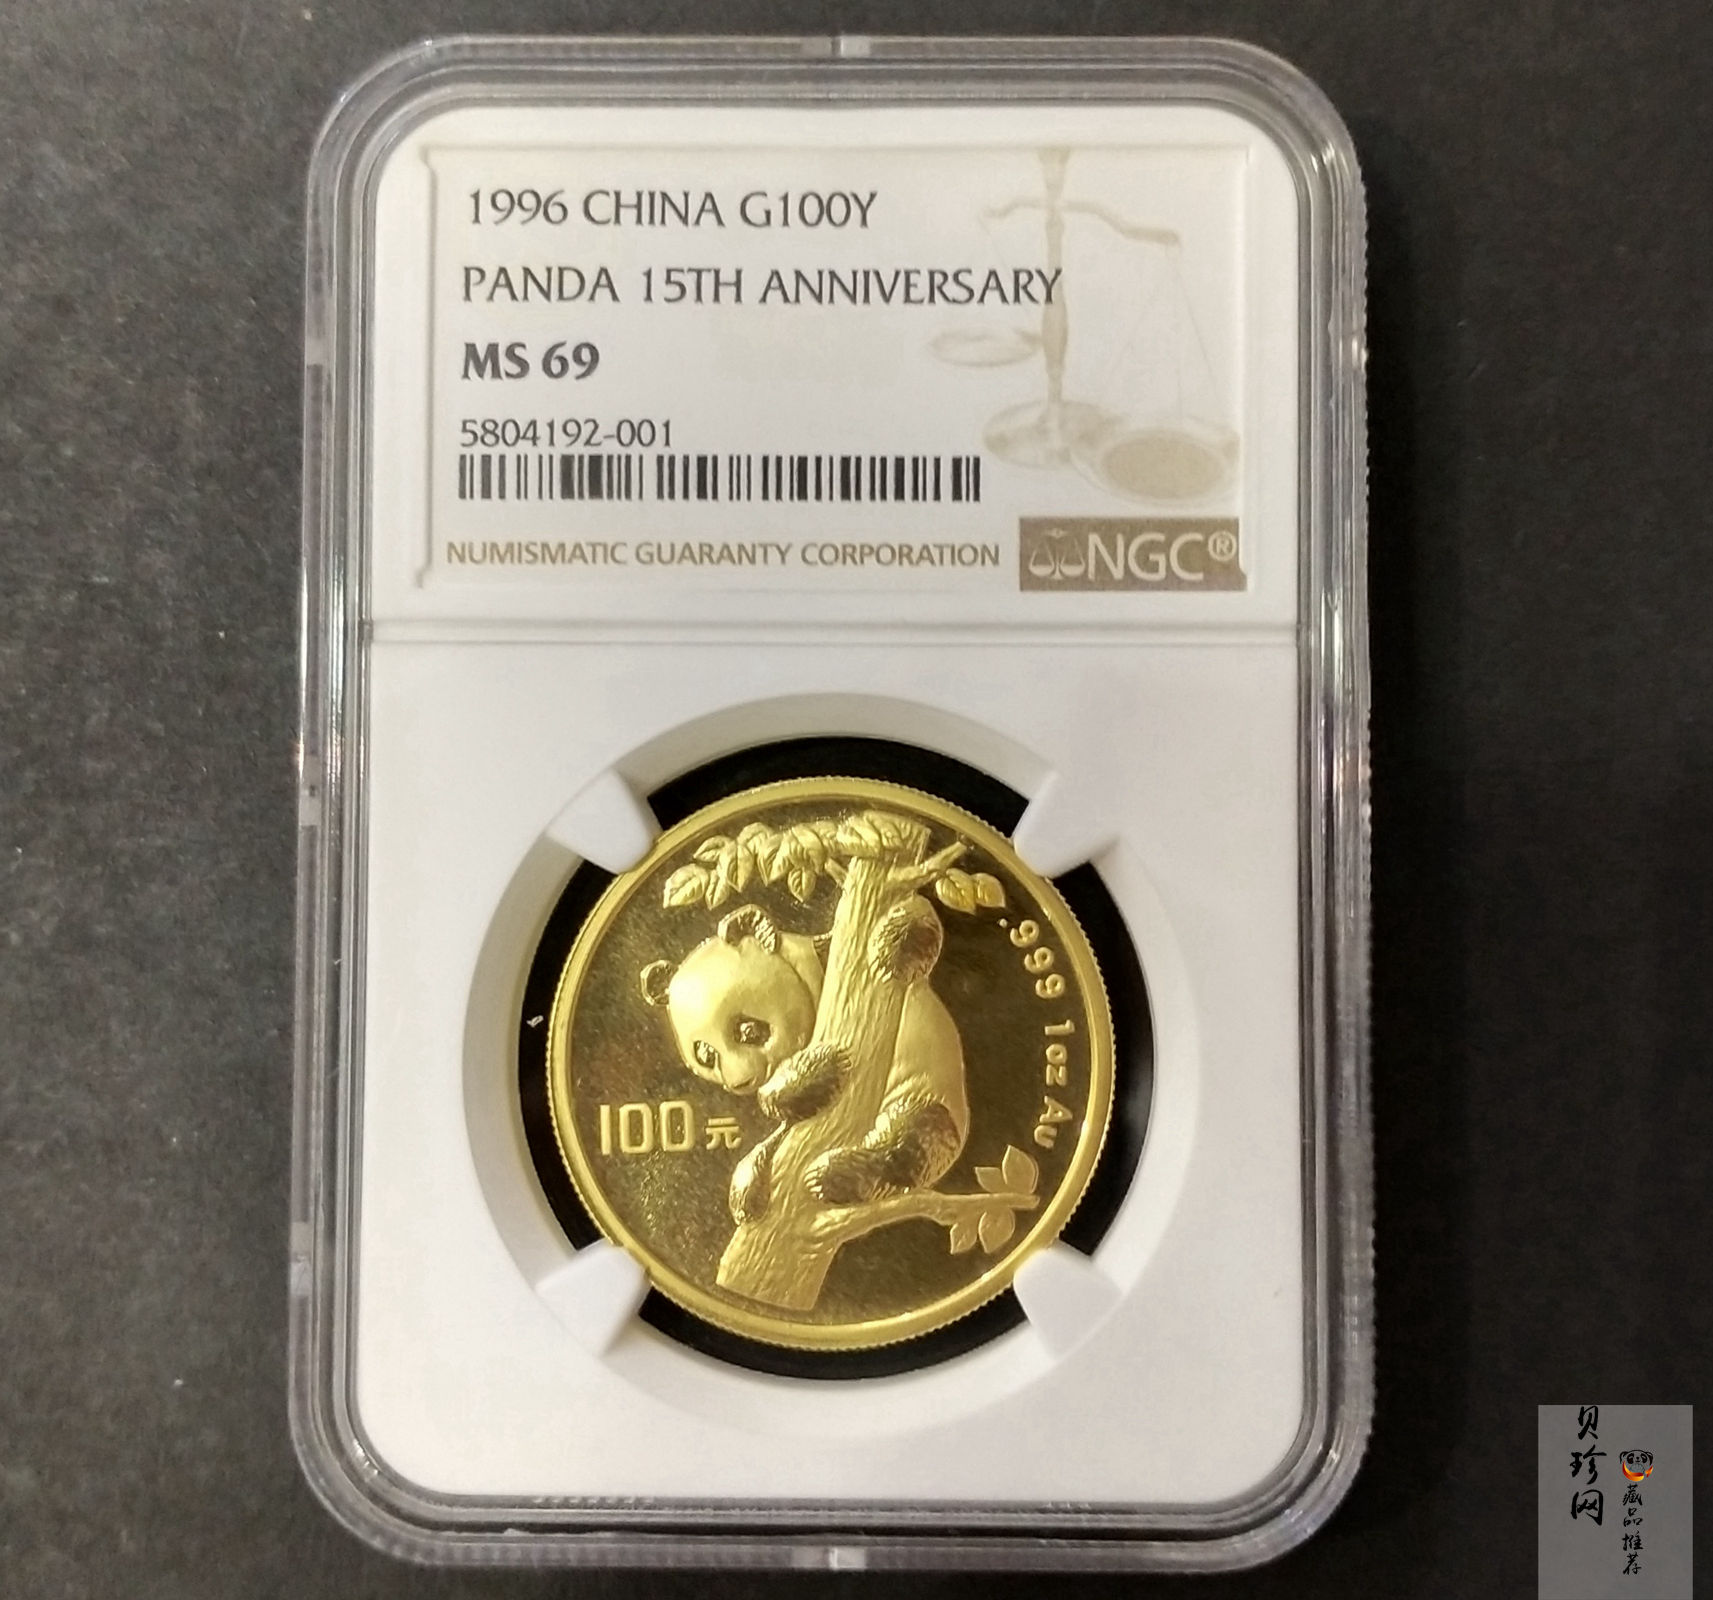 1996 CHINA G100Y
PANDA 15TH ANNIVERSARY
MS 69
5804192-001
NUMISMATIC GUARANTY CORPORATION
NGC®
.999 1oz Au
100元
贝珍网
藏品推荐